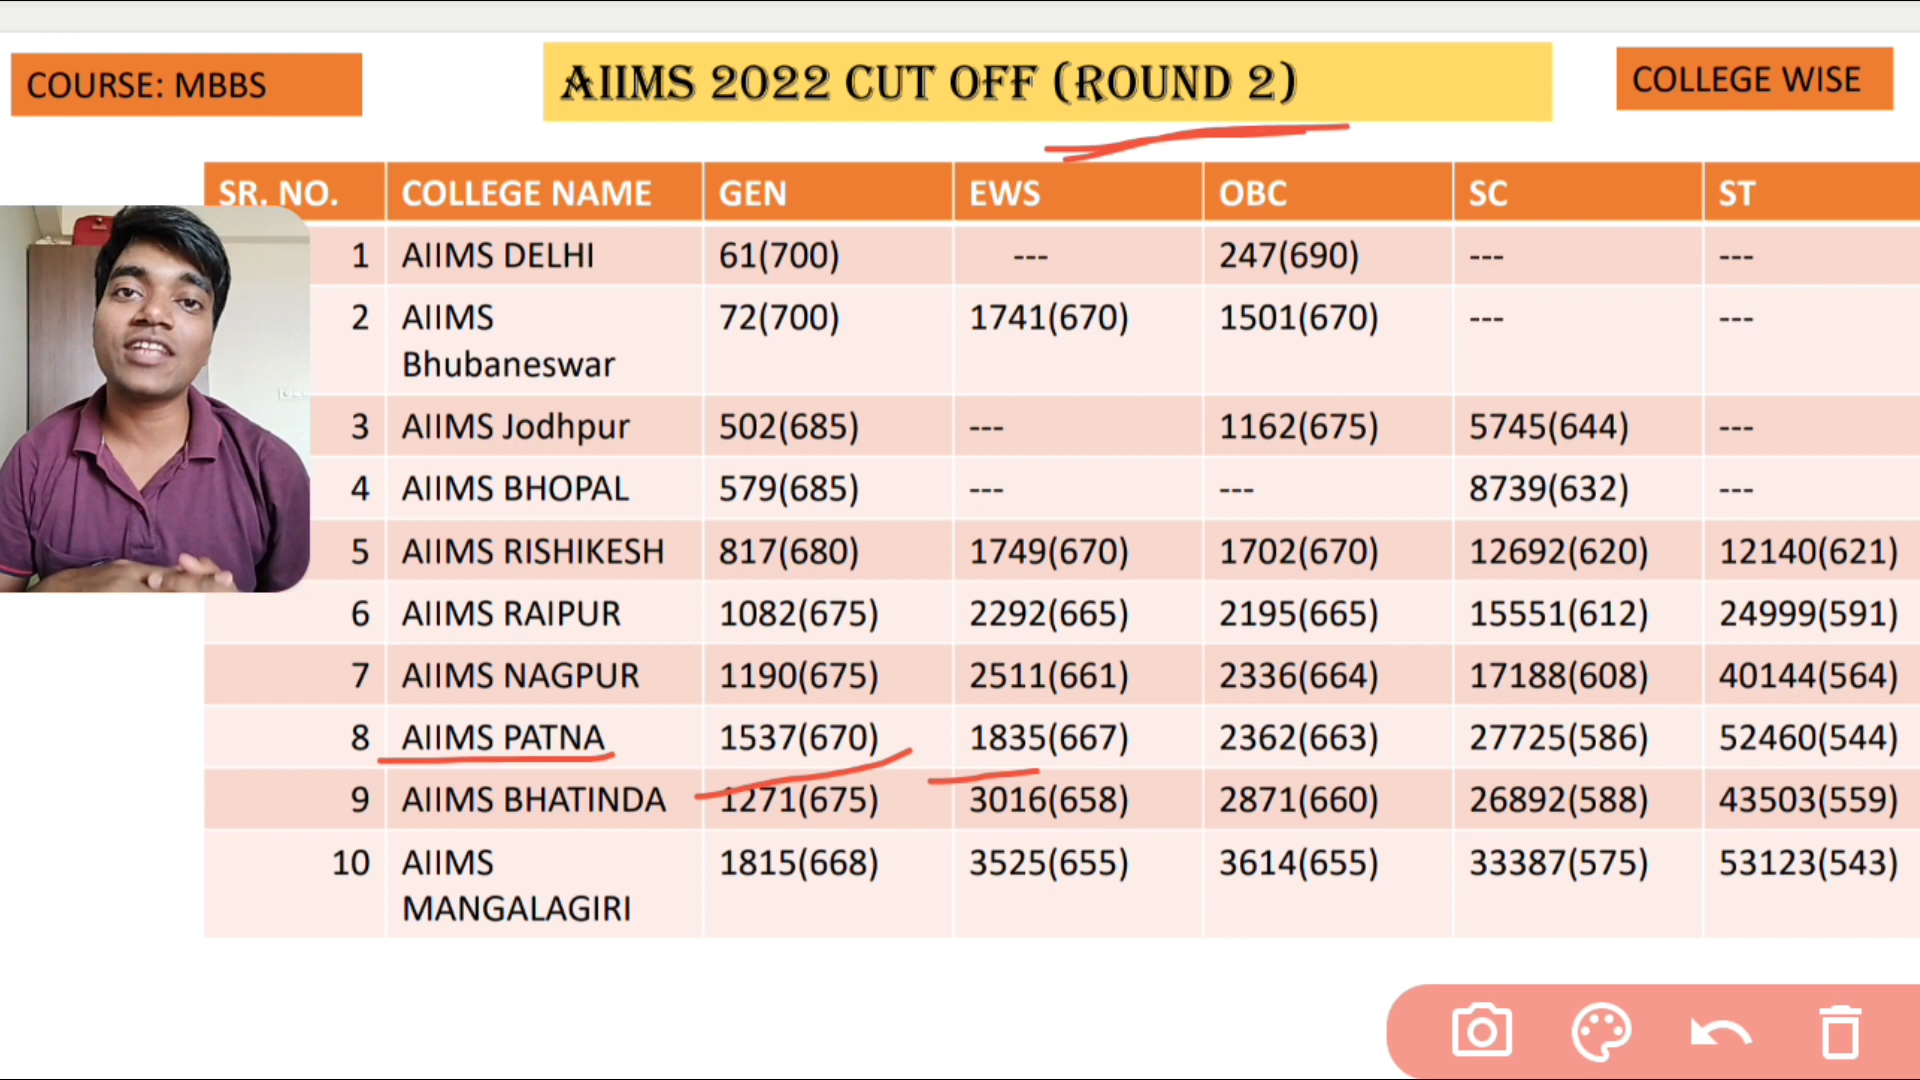 COURSE: MBBS
AIIMS 2022 CUT OFF (ROUND 2)
COLLEGE WISE
SR. NO. COLLEGE NAME GEN EWS OBC SC ST
1 AIIMS DELHI 61(700) --- 247(690) --- ---
2 AIIMS Bhubaneswar 72(700) 1741(670) 1501(670) --- ---
3 AIIMS Jodhpur 502(685) --- 1162(675) 5745(644) ---
4 AIIMS BHOPAL 579(685) --- --- 8739(632) ---
5 AIIMS RISHIKESH 817(680) 1749(670) 1702(670) 12692(620) 12140(621)
6 AIIMS RAIPUR 1082(675) 2292(665) 2195(665) 15551(612) 24999(591)
7 AIIMS NAGPUR 1190(675) 2511(661) 2336(664) 17188(608) 40144(564)
8 AIIMS PATNA 1537(670) 1835(667) 2362(663) 27725(586) 52460(544)
9 AIIMS BHATINDA 1271(675) 3016(658) 2871(660) 26892(588) 43503(559)
10 AIIMS MANGALAGIRI 1815(668) 3525(655) 3614(655) 33387(575) 53123(543)